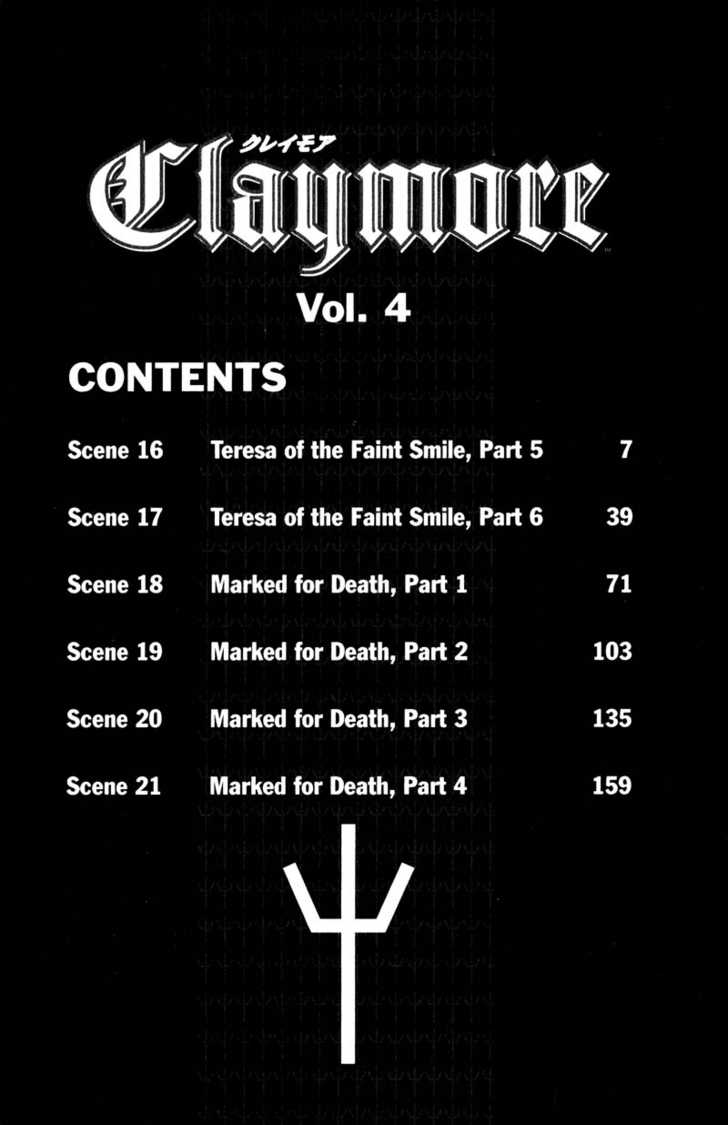 クレイモア
Claymore
Vol. 4
CONTENTS
Scene 16 Teresa of the Faint Smile, Part 5 7
Scene 17 Teresa of the Faint Smile, Part 6 39
Scene 18 Marked for Death, Part 1 71
Scene 19 Marked for Death, Part 2 103
Scene 20 Marked for Death, Part 3 135
Scene 21 Marked for Death, Part 4 159